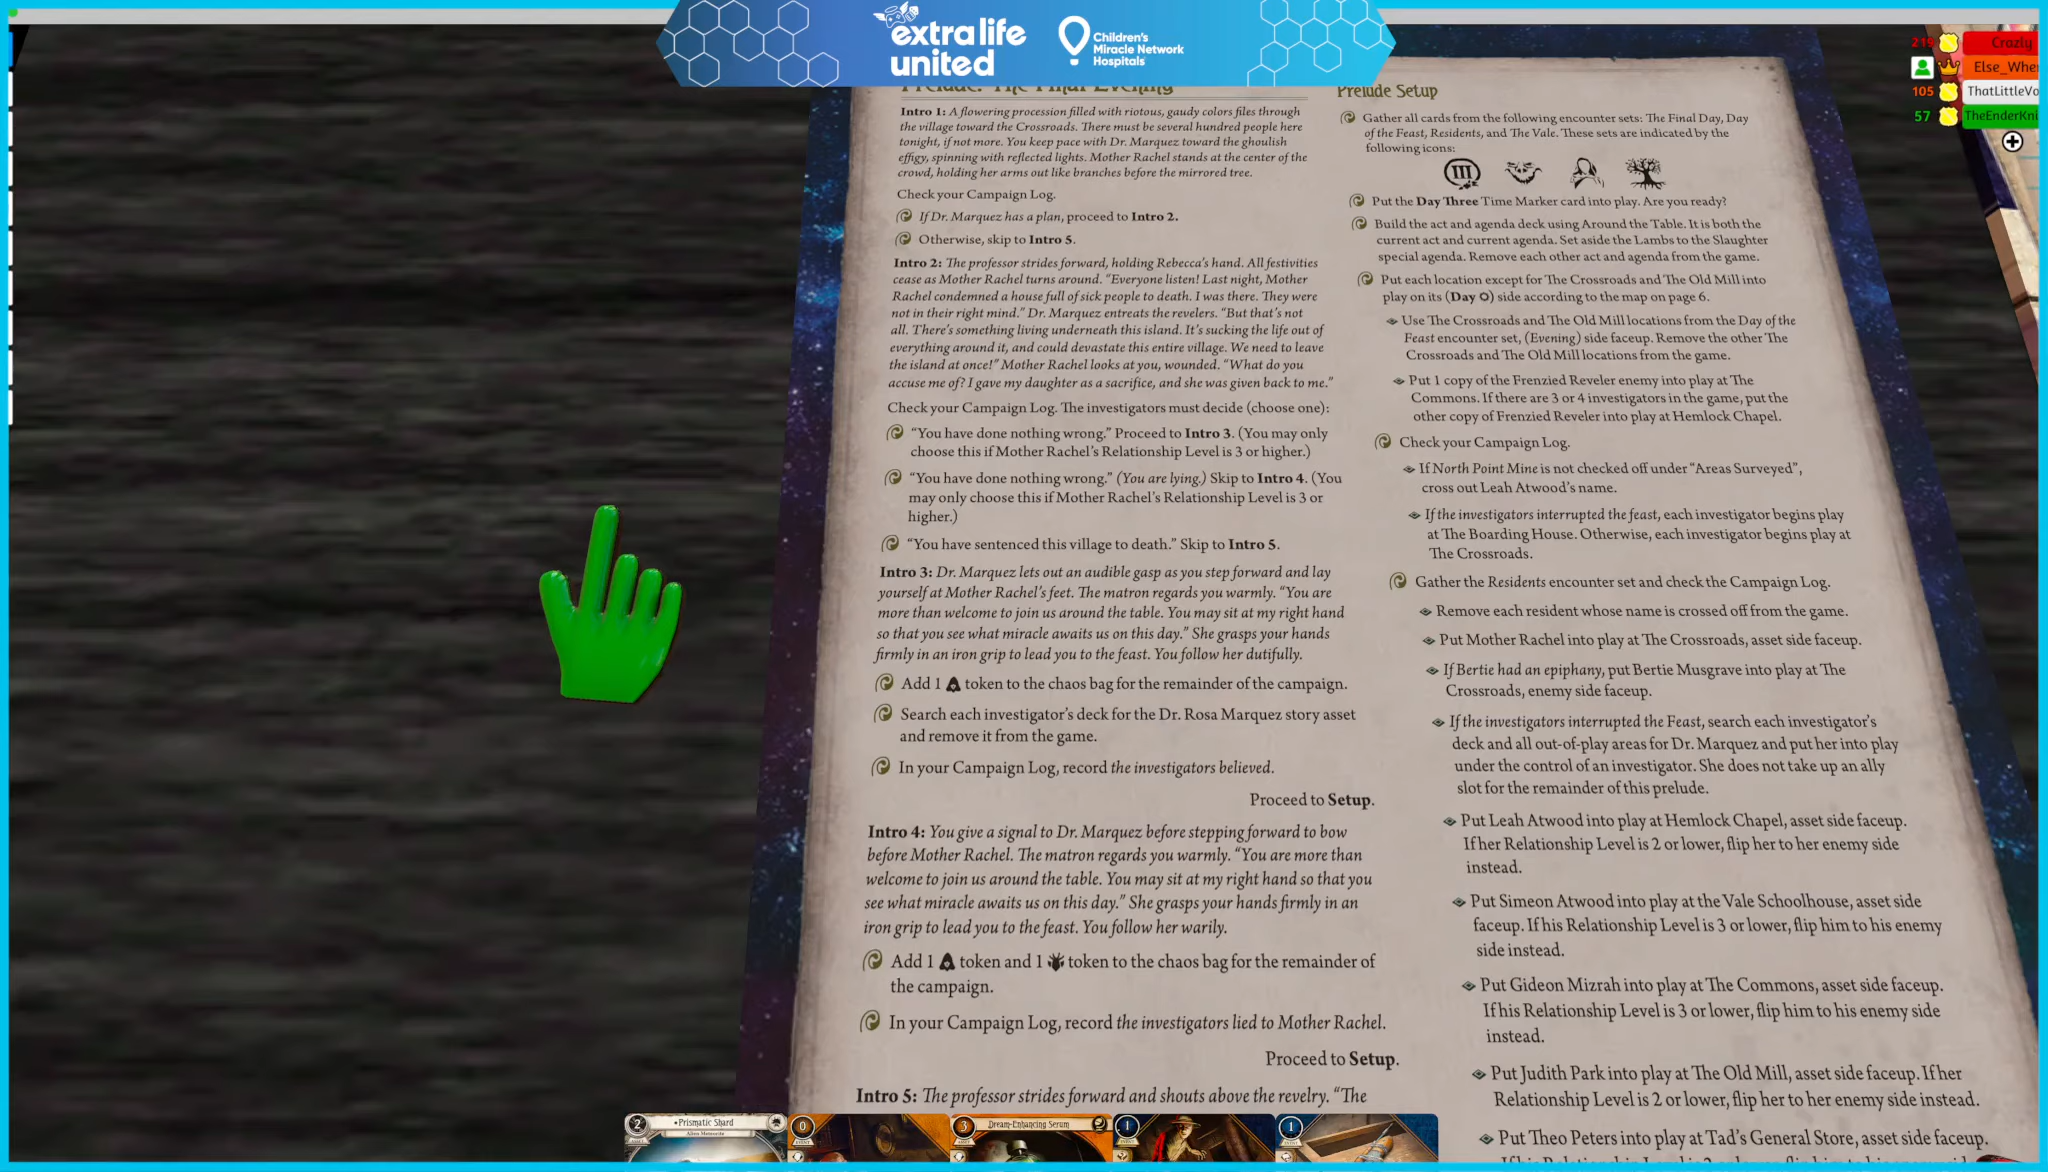 extra life
united
Children's
Miracle Network
Hospitals
219
Crazly
105
ThatLittleVo
57
Prelude: The Final Evening
Intro 1: A flowering procession filled with riotous, gaudy colors files through
the village toward the Crossroads. There must be several hundred people here
tonight, if not more. You keep pace with Dr. Marquez toward the ghoulish
effigy, spinning with reflected lights. Mother Rachel stands at the center of the
crowd, holding her arms out like branches before the mirrored tree.
Check your Campaign Log.
If Dr. Marquez has a plan, proceed to Intro 2.
Otherwise, skip to Intro 5.
Intro 2: The professor strides forward, holding Rebecca's hand. All festivities
cease as Mother Rachel turns around. "Everyone listen! Last night, Mother
Rachel condemned a house full of sick people to death. I was there. They were
not in their right mind." Dr. Marquez entreats the revelers. "But that's not
all. There's something living underneath this island. It's sucking the life out of
everything around it, and could devastate this entire village. We need to leave
the island at once!" Mother Rachel looks at you, wounded. "What do you
accuse me of? I gave my daughter as a sacrifice, and she was given back to me."
Check your Campaign Log. The investigators must decide (choose one):
"You have done nothing wrong." Proceed to Intro 3. (You may only
choose this if Mother Rachel's Relationship Level is 3 or higher.)
"You have done nothing wrong." (You are lying.) Skip to Intro 4. (You
may only choose this if Mother Rachel's Relationship Level is 3 or
higher.)
"You have sentenced this village to death." Skip to Intro 5.
Intro 3: Dr. Marquez lets out an audible gasp as you step forward and lay
yourself at Mother Rachel's feet. The matron regards you warmly. "You are
more than welcome to join us around the table. You may sit at my right hand
so that you see what miracle awaits us on this day." She grasps your hands
firmly in an iron grip to lead you to the feast. You follow her dutifully.
Add 1 token to the chaos bag for the remainder of the campaign.
Search each investigator's deck for the Dr. Rosa Marquez story asset
and remove it from the game.
In your Campaign Log, record the investigators believed.
Proceed to Setup.
Intro 4: You give a signal to Dr. Marquez before stepping forward to bow
before Mother Rachel. The matron regards you warmly. "You are more than
welcome to join us around the table. You may sit at my right hand so that you
see what miracle awaits us on this day." She grasps your hands firmly in an
iron grip to lead you to the feast. You follow her warily.
Add 1 token and 1 token to the chaos bag for the remainder of
the campaign.
In your Campaign Log, record the investigators lied to Mother Rachel.
Proceed to Setup.
Intro 5: The professor strides forward and shouts above the revelry. "The
Prelude Setup
Gather all cards from the following encounter sets: The Final Day, Day
of the Feast, Residents, and The Vale. These sets are indicated by the
following icons:
III
Put the Day Three Time Marker card into play. Are you ready?
Build the act and agenda deck using Around the Table. It is both the
current act and current agenda. Set aside the Lambs to the Slaughter
special agenda. Remove each other act and agenda from the game.
Put each location except for The Crossroads and The Old Mill into
play on its (Day) side according to the map on page 6.
Use The Crossroads and The Old Mill locations from the Day of the
Feast encounter set, (Evening) side faceup. Remove the other The
Crossroads and The Old Mill locations from the game.
Put 1 copy of the Frenzied Reveler enemy into play at The
Commons. If there are 3 or 4 investigators in the game, put the
other copy of Frenzied Reveler into play at Hemlock Chapel.
Check your Campaign Log.
If North Point Mine is not checked off under "Areas Surveyed",
cross out Leah Atwood's name.
If the investigators interrupted the feast, each investigator begins play
at The Boarding House. Otherwise, each investigator begins play at
The Crossroads.
Gather the Residents encounter set and check the Campaign Log.
Remove each resident whose name is crossed off from the game.
Put Mother Rachel into play at The Crossroads, asset side faceup.
If Bertie had an epiphany, put Bertie Musgrave into play at The
Crossroads, enemy side faceup.
If the investigators interrupted the Feast, search each investigator's
deck and all out-of-play areas for Dr. Marquez and put her into play
under the control of an investigator. She does not take up an ally
slot for the remainder of this prelude.
Put Leah Atwood into play at Hemlock Chapel, asset side faceup.
If her Relationship Level is 2 or lower, flip her to her enemy side
instead.
Put Simeon Atwood into play at the Vale Schoolhouse, asset side
faceup. If his Relationship Level is 3 or lower, flip him to his enemy
side instead.
Put Gideon Mizrah into play at The Commons, asset side faceup.
If his Relationship Level is 3 or lower, flip him to his enemy side
instead.
Put Judith Park into play at The Old Mill, asset side faceup. If her
Relationship Level is 2 or lower, flip her to her enemy side instead.
Put Theo Peters into play at Tad's General Store, asset side faceup.
2
Prismatic Shard
0
3
Dream-Enhancing Serum
1
1